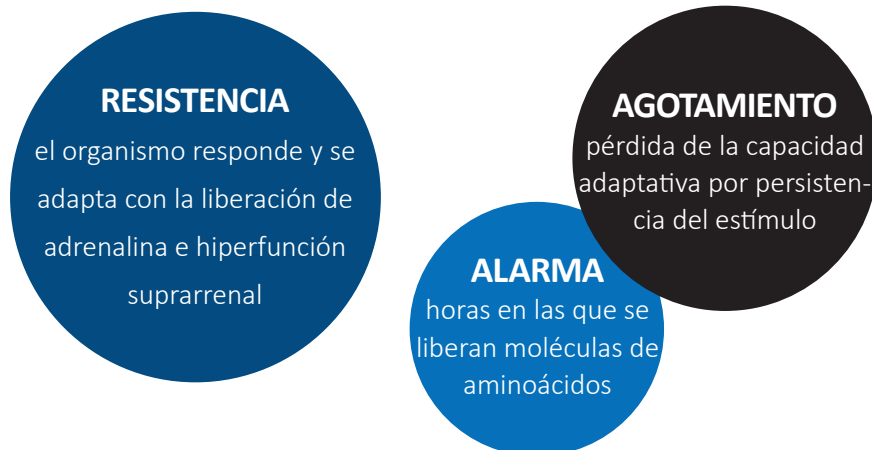 RESISTENCIA
el organismo responde y se
adapta con la liberación de
adrenalina e hiperfunción
suprarrenal
AGOTAMIENTO
pérdida de la capacidad
adaptativa por persisten-
cia del estímulo
ALARMA
horas en las que se
liberan moléculas de
aminoácidos